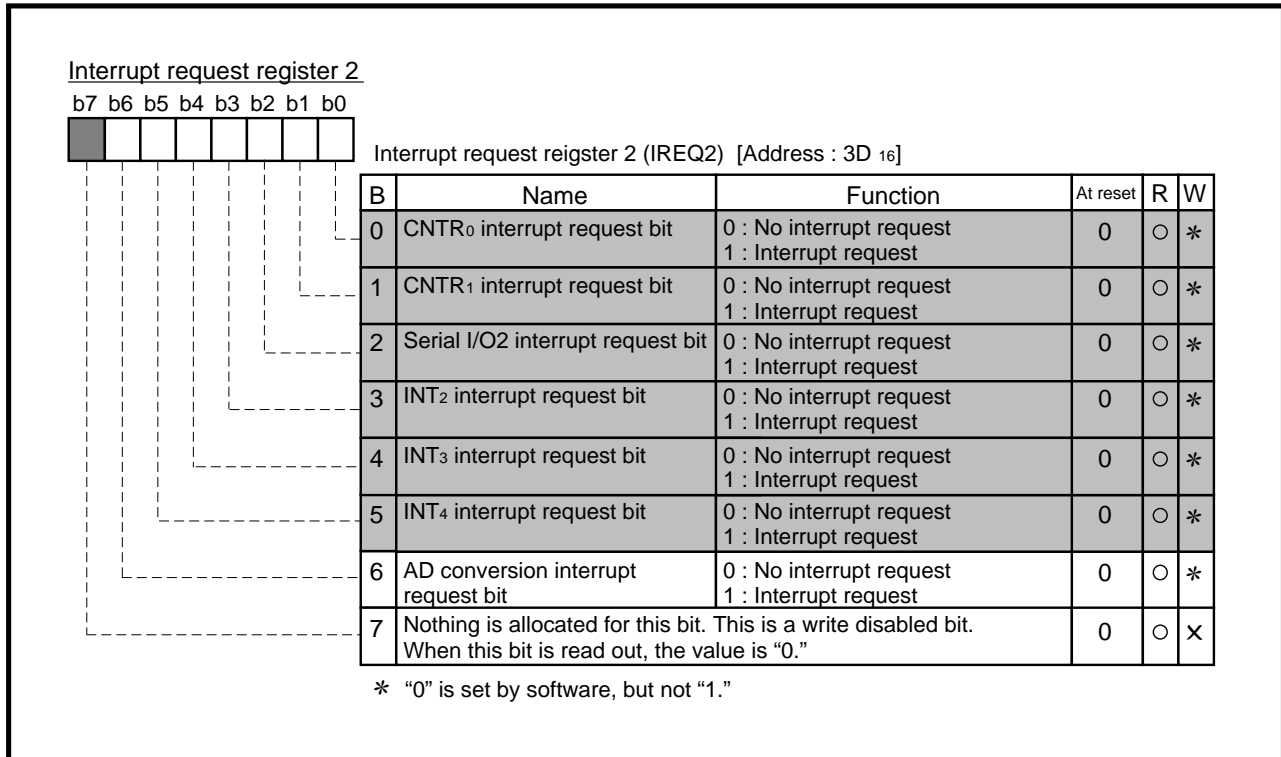 Interrupt request register 2
b7 b6 b5 b4 b3 b2 b1 b0
Interrupt request reigster 2 (IREQ2) [Address : 3D 16]
B Name Function At reset R W
0 CNTR0 interrupt request bit 0 : No interrupt request 0 ○ *
1 : Interrupt request
1 CNTR1 interrupt request bit 0 : No interrupt request 0 ○ *
1 : Interrupt request
2 Serial I/O2 interrupt request bit 0 : No interrupt request 0 ○ *
1 : Interrupt request
3 INT2 interrupt request bit 0 : No interrupt request 0 ○ *
1 : Interrupt request
4 INT3 interrupt request bit 0 : No interrupt request 0 ○ *
1 : Interrupt request
5 INT4 interrupt request bit 0 : No interrupt request 0 ○ *
1 : Interrupt request
6 AD conversion interrupt 0 : No interrupt request 0 ○ *
request bit 1 : Interrupt request
7 Nothing is allocated for this bit. This is a write disabled bit. 0 ○ ×
When this bit is read out, the value is “0.”
* “0” is set by software, but not “1.”